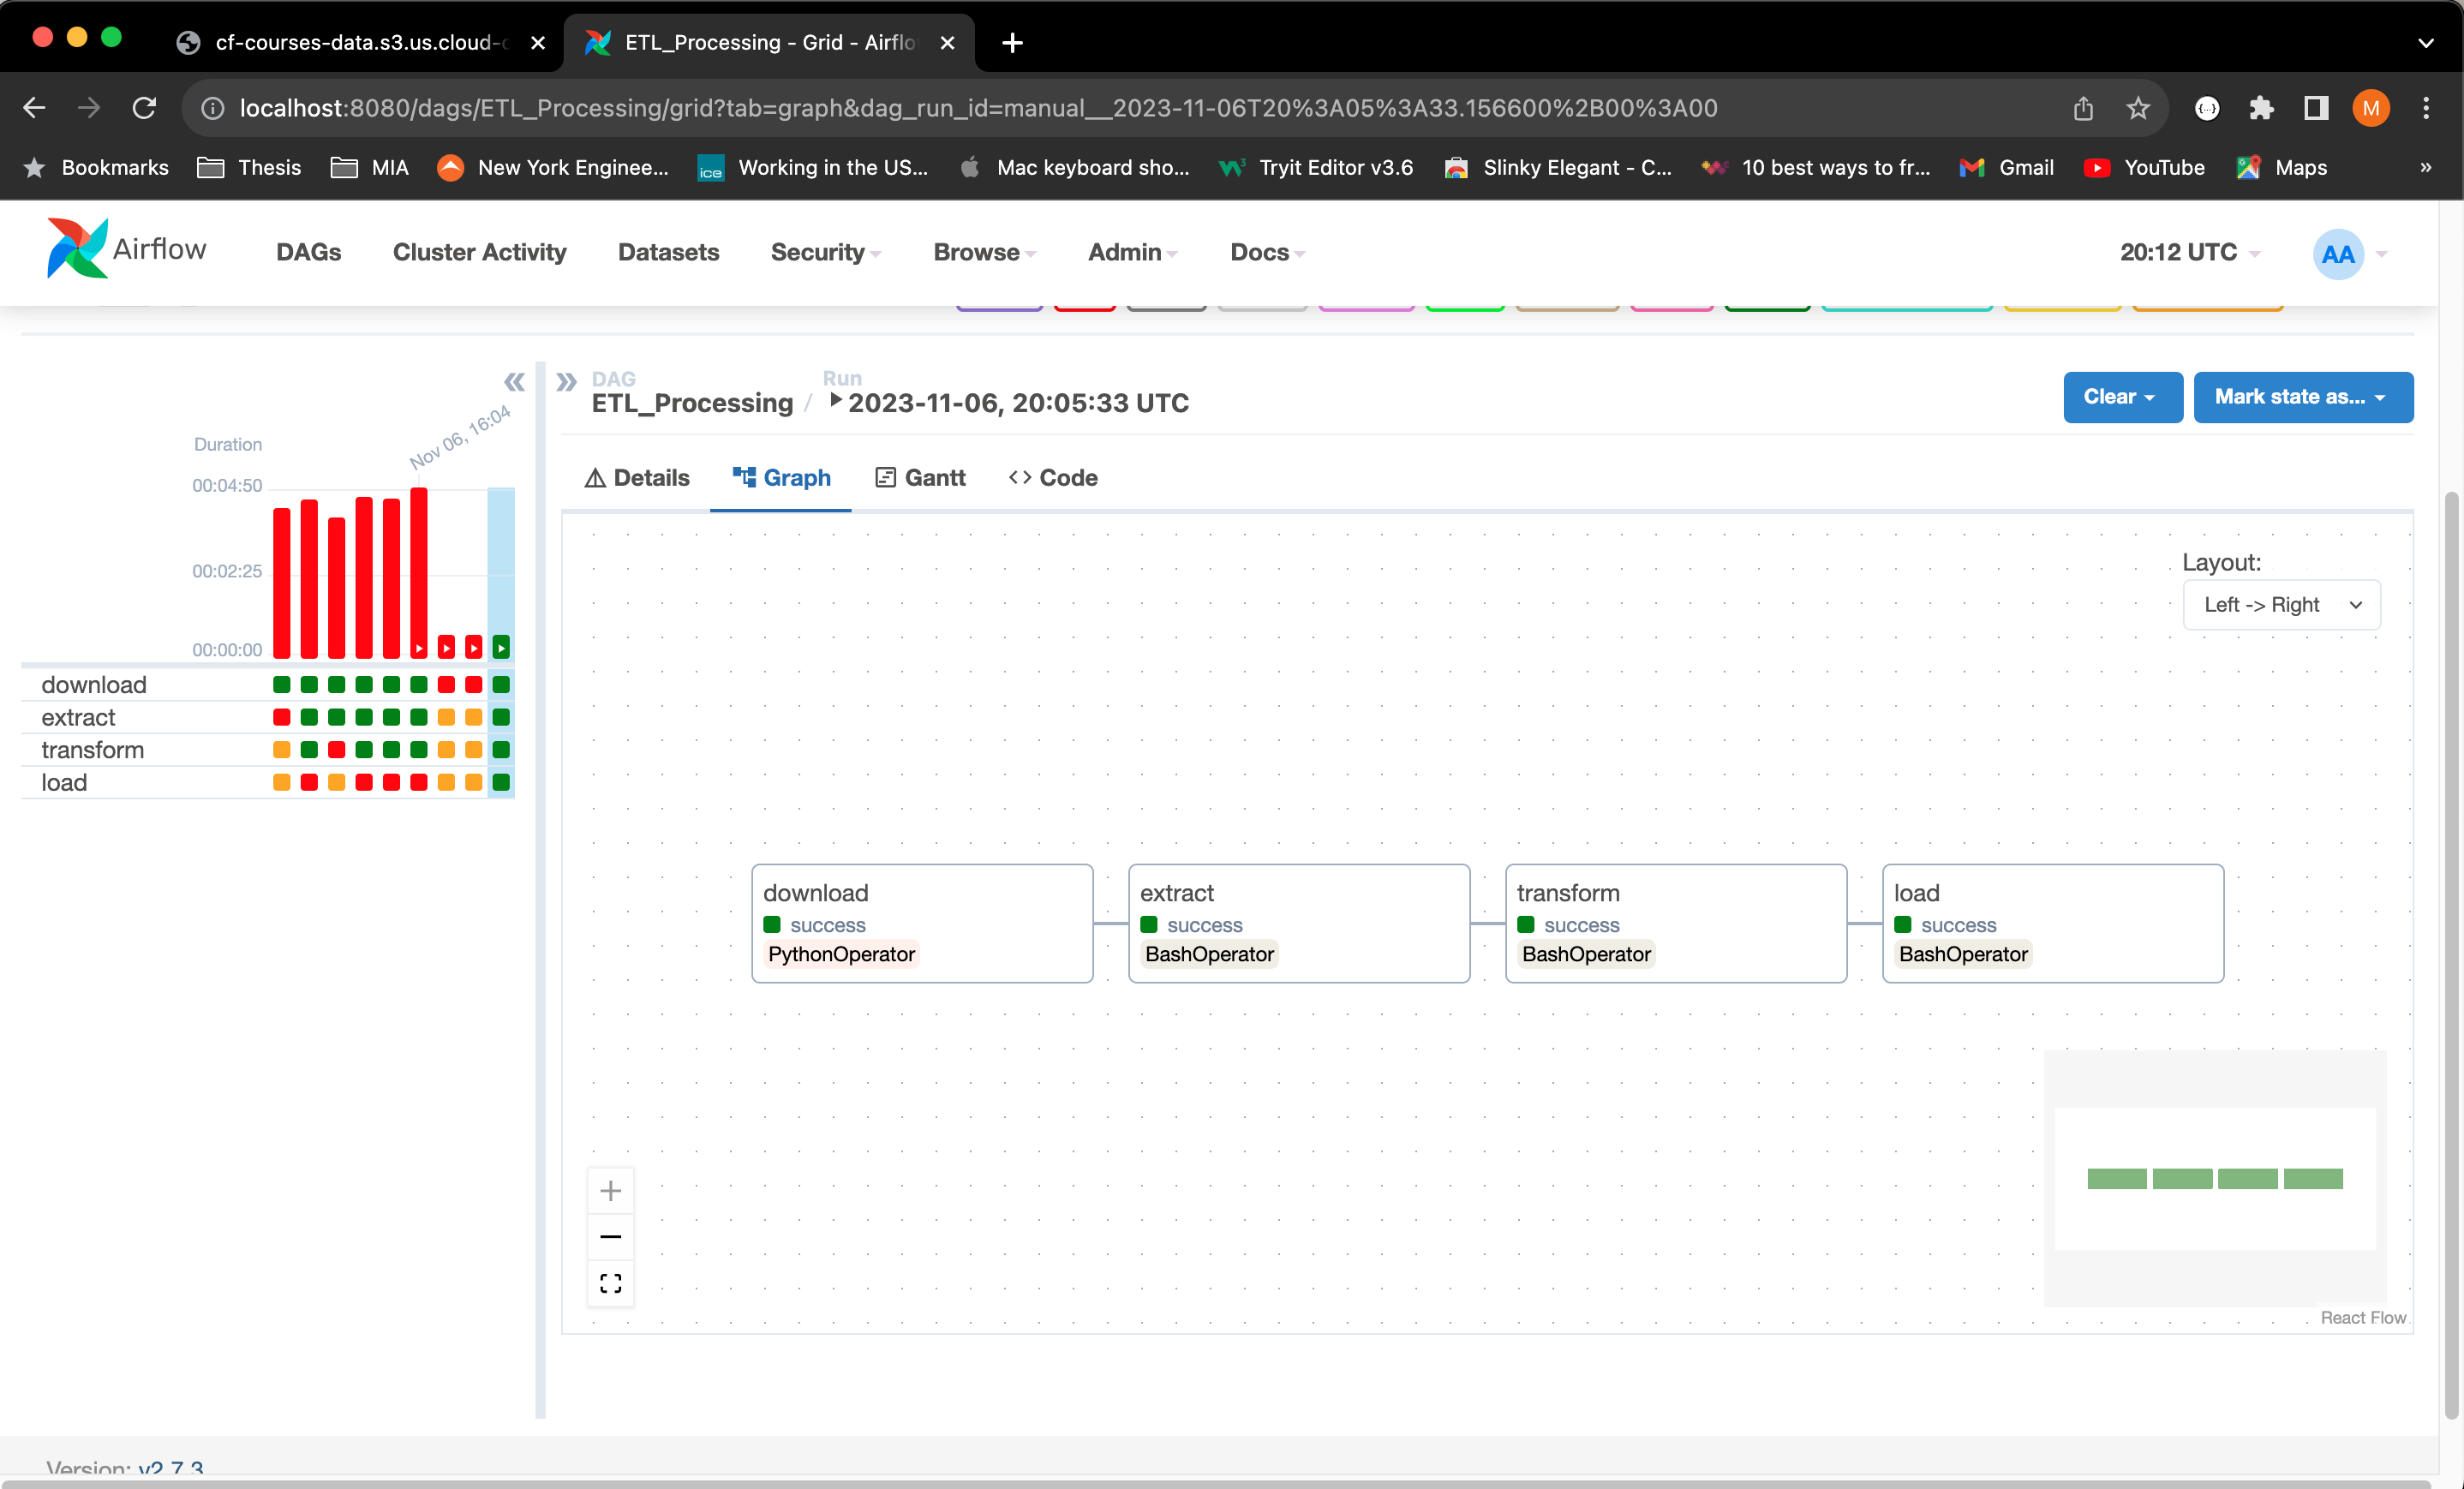 cf-courses-data.s3.us.cloud-
ETL_Processing - Grid - Airflo
localhost:8080/dags/ETL_Processing/grid?tab=graph&dag_run_id=manual__2023-11-06T20%3A05%3A33.156600%2B00%3A00
M
Bookmarks Thesis MIA New York Enginee... ice Working in the US... Mac keyboard sho... Tryit Editor v3.6 Slinky Elegant - C... 10 best ways to fr... Gmail YouTube Maps »
Airflow DAGs Cluster Activity Datasets Security Browse Admin Docs 20:12 UTC AA
DAG Run
ETL_Processing / 2023-11-06, 20:05:33 UTC
Clear Mark state as...
Nov 06, 16:04
Duration
00:04:50
00:02:25
00:00:00
download
extract
transform
load
Details Graph Gantt Code
Layout:
Left -> Right
download
success
PythonOperator
extract
success
BashOperator
transform
success
BashOperator
load
success
BashOperator
React Flow
Version: v2.7.3